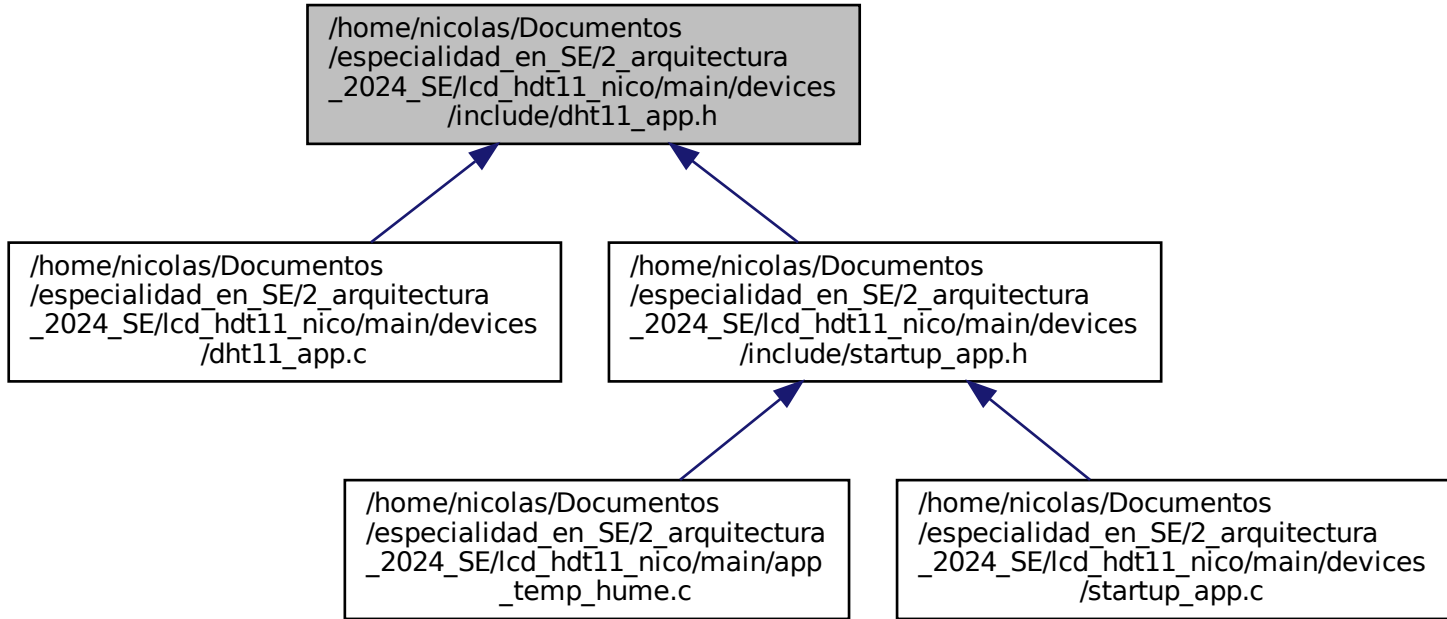 /home/nicolas/Documentos
/especialidad_en_SE/2_arquitectura
_2024_SE/lcd_hdt11_nico/main/devices
/include/dht11_app.h
/home/nicolas/Documentos
/especialidad_en_SE/2_arquitectura
_2024_SE/lcd_hdt11_nico/main/devices
/dht11_app.c
/home/nicolas/Documentos
/especialidad_en_SE/2_arquitectura
_2024_SE/lcd_hdt11_nico/main/devices
/include/startup_app.h
/home/nicolas/Documentos
/especialidad_en_SE/2_arquitectura
_2024_SE/lcd_hdt11_nico/main/app
_temp_hume.c
/home/nicolas/Documentos
/especialidad_en_SE/2_arquitectura
_2024_SE/lcd_hdt11_nico/main/devices
/startup_app.c